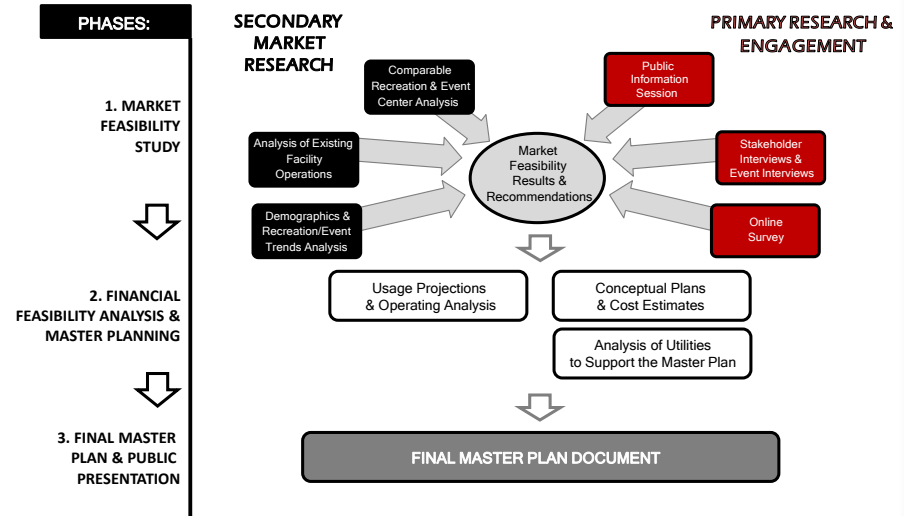 PHASES:
SECONDARY
MARKET
RESEARCH
PRIMARY RESEARCH &
ENGAGEMENT
1. MARKET
FEASIBILITY
STUDY
Comparable
Recreation & Event
Center Analysis
Analysis of Existing
Facility
Operations
Demographics &
Recreation/Event
Trends Analysis
Market
Feasibility
Results &
Recommendations
Public
Information
Session
Stakeholder
Interviews &
Event Interviews
Online
Survey
2. FINANCIAL
FEASIBILITY ANALYSIS &
MASTER PLANNING
Usage Projections
& Operating Analysis
Conceptual Plans
& Cost Estimates
Analysis of Utilities
to Support the Master Plan
3. FINAL MASTER
PLAN & PUBLIC
PRESENTATION
FINAL MASTER PLAN DOCUMENT